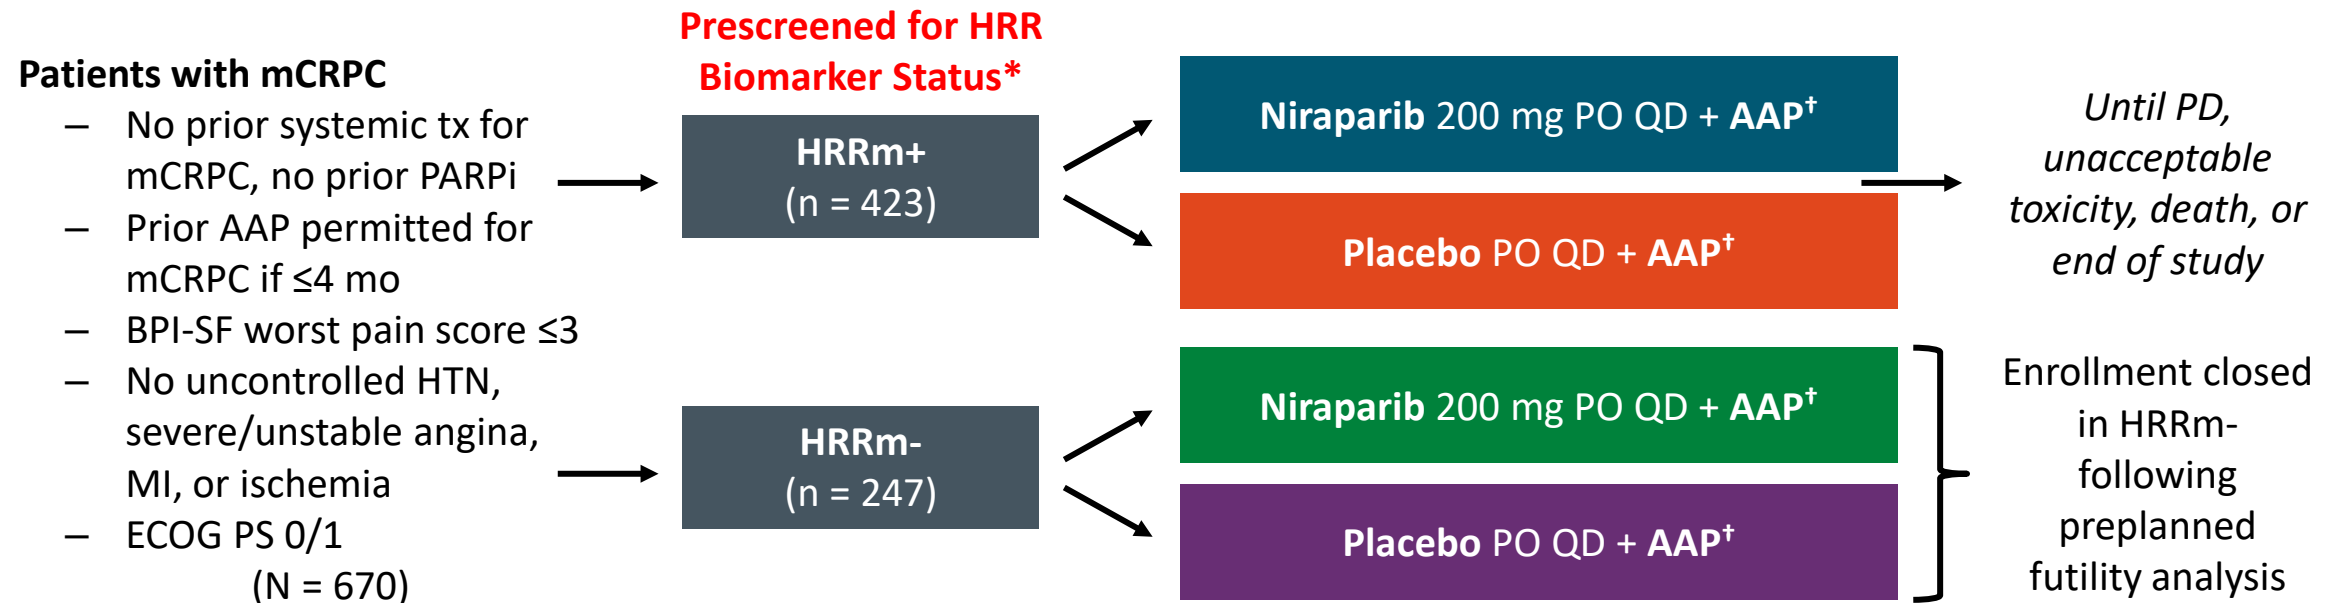 Patients with mCRPC
– No prior systemic tx for
mCRPC, no prior PARPi
– Prior AAP permitted for
mCRPC if ≤4 mo
– BPI-SF worst pain score ≤3
– No uncontrolled HTN,
severe/unstable angina,
MI, or ischemia
– ECOG PS 0/1
(N = 670)
Prescreened for HRR
Biomarker Status*
HRRm+
(n = 423)
HRRm-
(n = 247)
Niraparib 200 mg PO QD + AAP†
Placebo PO QD + AAP†
Niraparib 200 mg PO QD + AAP†
Placebo PO QD + AAP†
Until PD,
unacceptable
toxicity, death, or
end of study
Enrollment closed
in HRRm-
following
preplanned
futility analysis